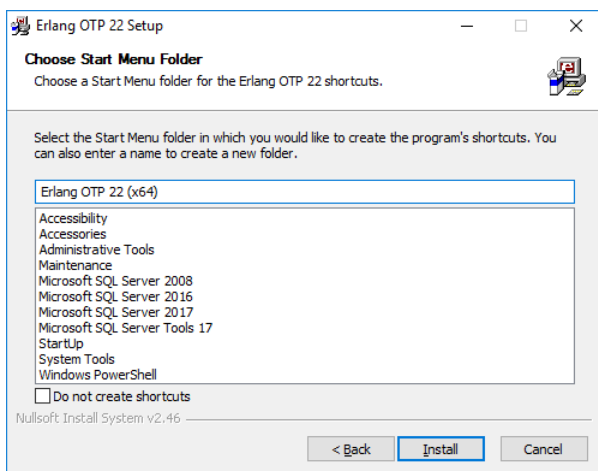 Erlang OTP 22 Setup
Choose Start Menu Folder
Choose a Start Menu folder for the Erlang OTP 22 shortcuts.
Select the Start Menu folder in which you would like to create the program's shortcuts. You
can also enter a name to create a new folder.
Erlang OTP 22 (x64)
Accessibility
Accessories
Administrative Tools
Maintenance
Microsoft SQL Server 2008
Microsoft SQL Server 2016
Microsoft SQL Server 2017
Microsoft SQL Server Tools 17
StartUp
System Tools
Windows PowerShell
Do not create shortcuts
Nullsoft Install System v2.46
< Back Install Cancel